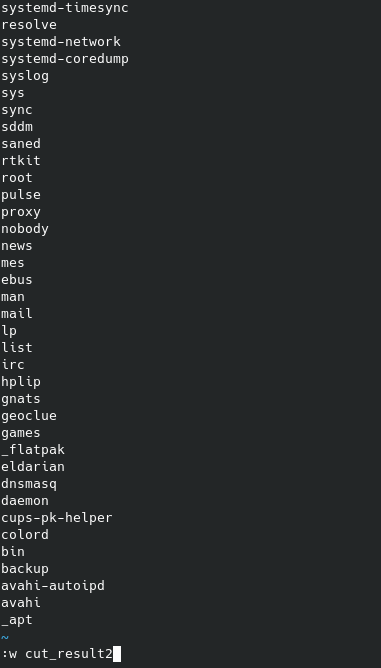 systemd-timesync
resolve
systemd-network
systemd-coredump
syslog
sys
sync
sddm
saned
rtkit
root
pulse
proxy
nobody
news
mes
ebus
man
mail
lp
list
irc
hplip
gnats
geoclue
games
_flatpak
eldarian
dnsmasq
daemon
cups-pk-helper
colord
bin
backup
avahi-autoipd
avahi
_apt
~
:w cut_result2